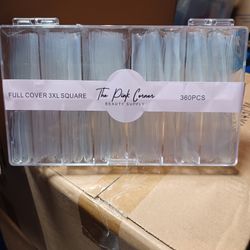 FULL COVER 3XL SQUARE
The Pink Corner
BEAUTY SUPPLY
360PCS